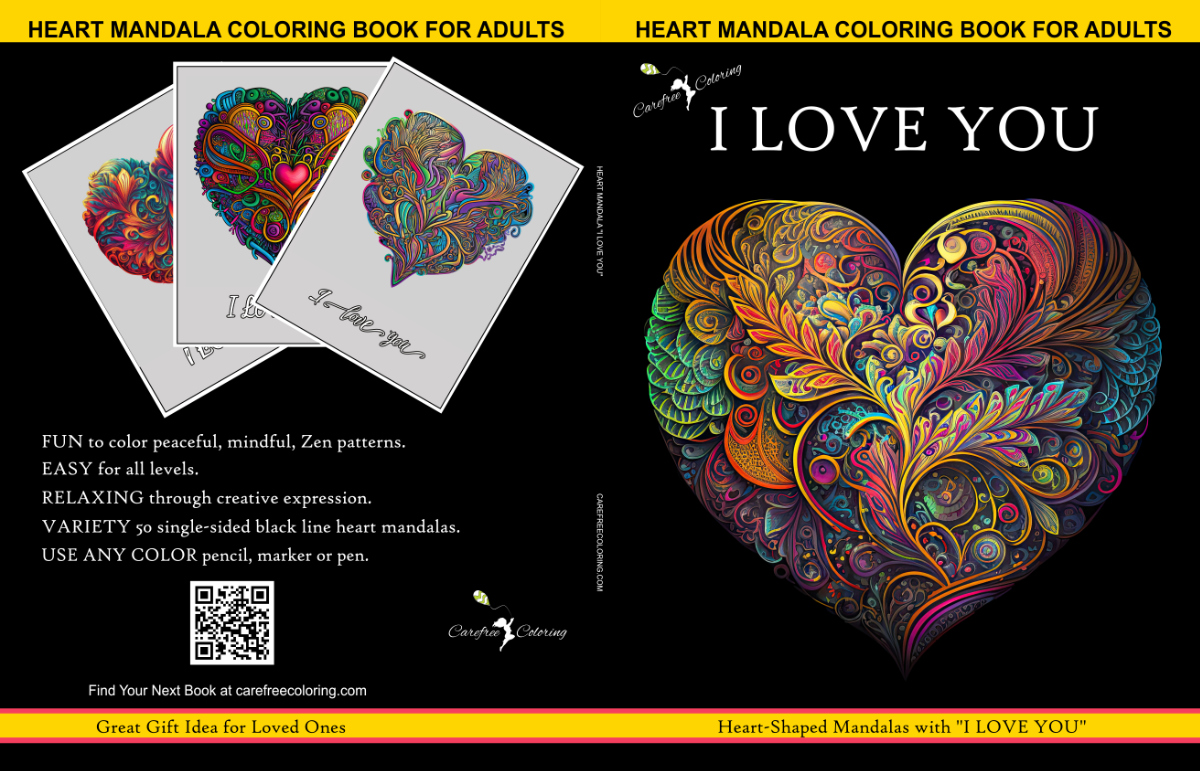 HEART MANDALA COLORING BOOK FOR ADULTS
I LO
I love you
FUN to color peaceful, mindful, Zen patterns.
EASY for all levels.
RELAXING through creative expression.
VARIETY 50 single-sided black line heart mandalas.
USE ANY COLOR pencil, marker or pen.
Carefree Coloring
Find Your Next Book at carefreecoloring.com
Great Gift Idea for Loved Ones
HEART MANDALA "I LOVE YOU"
CAREFREECOLORING.COM
HEART MANDALA COLORING BOOK FOR ADULTS
Carefree Coloring
I LOVE YOU
Heart-Shaped Mandalas with "I LOVE YOU"